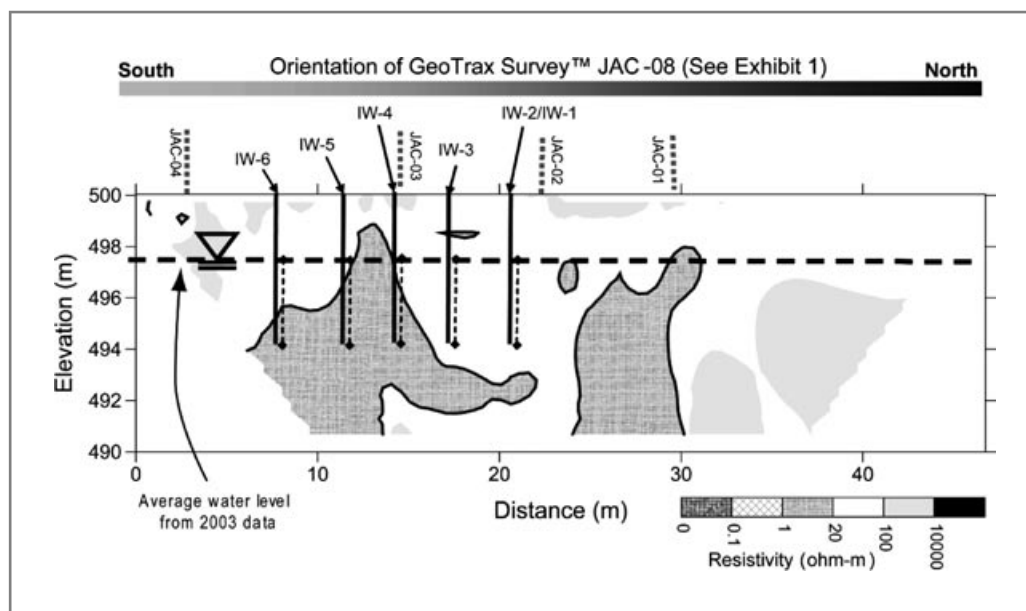 Orientation of GeoTrax Survey™ JAC-08 (See Exhibit 1)
South
North
JAC-04
IW-6
IW-5
IW-4
JAC-03
IW-3
IW-2/IW-1
JAC-02
JAC-01
500
498
496
494
492
490
Elevation (m)
0
10
20
30
40
Distance (m)
Average water level
from 2003 data
0
0.1
1
20
100
10000
Resistivity (ohm-m)